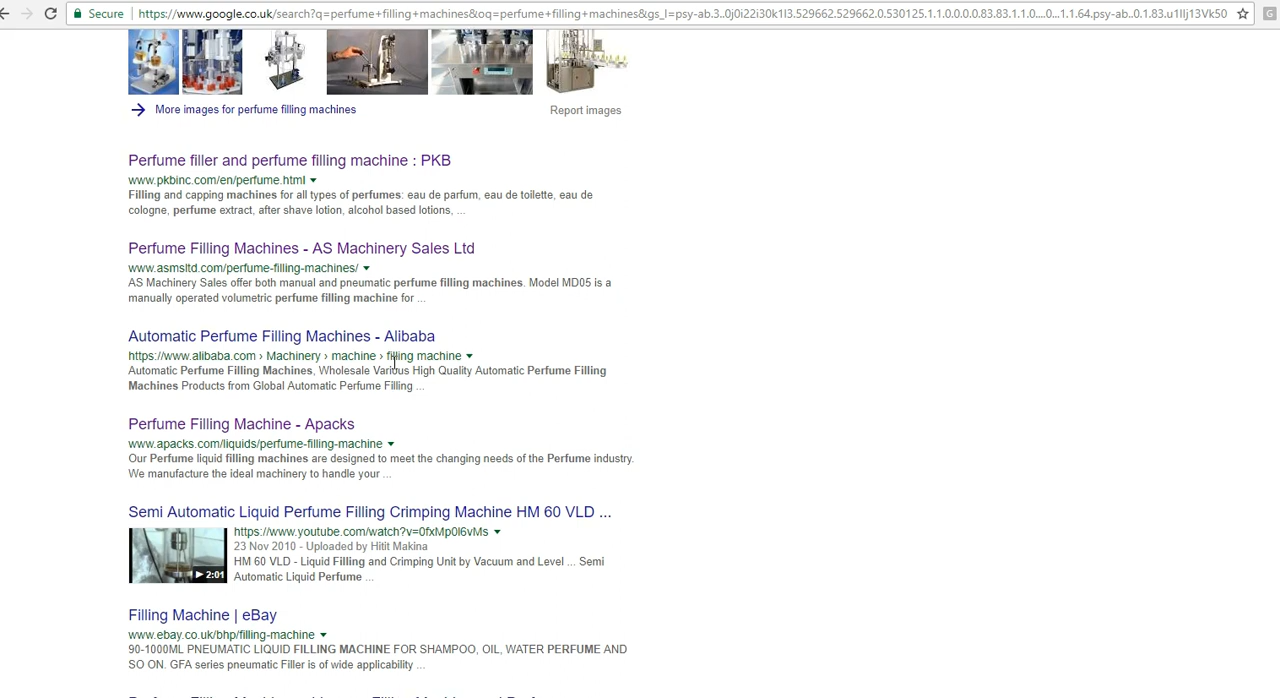 Secure
https://www.google.co.uk/search?q=perfume+filling+machines&oq=perfume+filling+machines&gs_l=psy-ab.3..0j0i22i30k1l3.529662.529662.0.530125.1.1.0.0.0.0.83.83.1.1.0....0...1.1.64.psy-ab..0.1.83.u1Ilj13Vk50
More images for perfume filling machines
Report images
Perfume filler and perfume filling machine : PKB
www.pkbinc.com/en/perfume.html
Filling and capping machines for all types of perfumes: eau de parfum, eau de toilette, eau de
cologne, perfume extract, after shave lotion, alcohol based lotions, ...
Perfume Filling Machines - AS Machinery Sales Ltd
www.asmsltd.com/perfume-filling-machines/
AS Machinery Sales offer both manual and pneumatic perfume filling machines. Model MD05 is a
manually operated volumetric perfume filling machine for ...
Automatic Perfume Filling Machines - Alibaba
https://www.alibaba.com › Machinery › machine › filling machine
Automatic Perfume Filling Machines, Wholesale Various High Quality Automatic Perfume Filling
Machines Products from Global Automatic Perfume Filling ...
Perfume Filling Machine - Apacks
www.apacks.com/liquids/perfume-filling-machine
Our Perfume liquid filling machines are designed to meet the changing needs of the Perfume industry.
We manufacture the ideal machinery to handle your ...
Semi Automatic Liquid Perfume Filling Crimping Machine HM 60 VLD ...
https://www.youtube.com/watch?v=0fxMp0l6vMs
23 Nov 2010 - Uploaded by Hitit Makina
HM 60 VLD - Liquid Filling and Crimping Unit by Vacuum and Level ... Semi
Automatic Liquid Perfume ...
2:01
Filling Machine | eBay
www.ebay.co.uk/bhp/filling-machine
90-1000ML PNEUMATIC LIQUID FILLING MACHINE FOR SHAMPOO, OIL, WATER PERFUME AND
SO ON. GFA series pneumatic Filler is of wide applicability ...